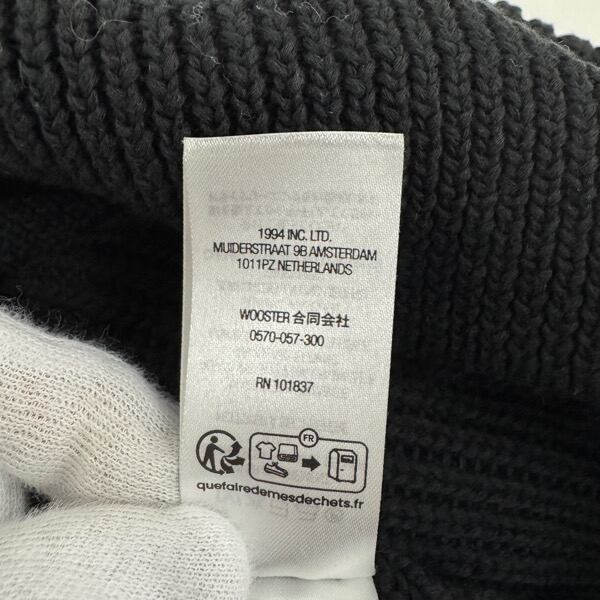 1994 INC. LTD.
MUIDERSTRAAT 9B AMSTERDAM
1011PZ NETHERLANDS
WOOSTER 合同会社
0570-057-300
RN 101837
FR
quefairedemesdechets.fr